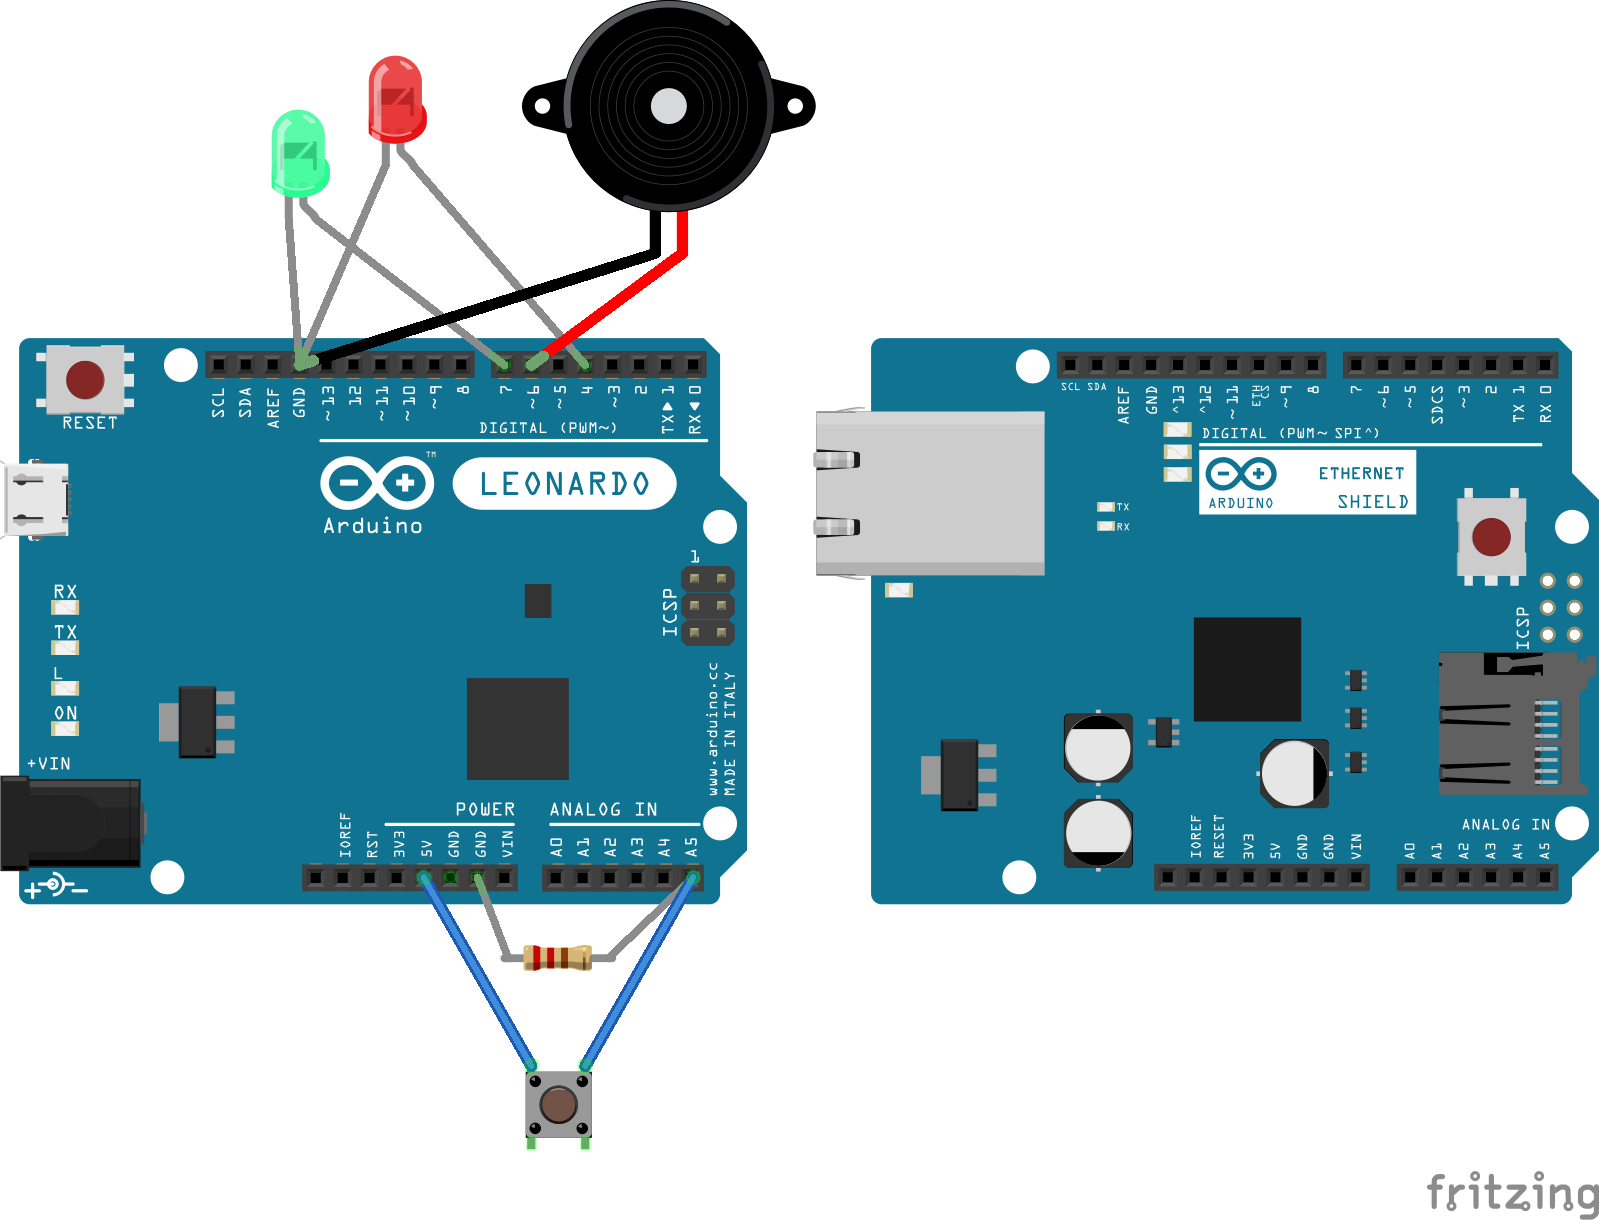 RESET
SCL
SDA
AREF
GND
~13
12
~11
~10
~9
8
7
~6
~5
4
~3
2
TX▶1
RX◀0
DIGITAL (PWM~)
TM
LEONARDO
Arduino
RX
TX
L
ON
+VIN
1
ICSP
www.arduino.cc
MADE IN ITALY
POWER
ANALOG IN
IOREF
RST
3V3
5V
GND
GND
VIN
A0
A1
A2
A3
A4
A5
SCL
SDA
AREF
GND
^13
^12
~11
ETH
CS
~9
8
7
~6
~5
SDCS
~3
2
TX 1
RX 0
DIGITAL (PWM~ SPI^)
ARDUINO
ETHERNET
SHIELD
TX
RX
ICSP
ANALOG IN
IOREF
RESET
3V3
5V
GND
GND
VIN
A0
A1
A2
A3
A4
A5
fritzing